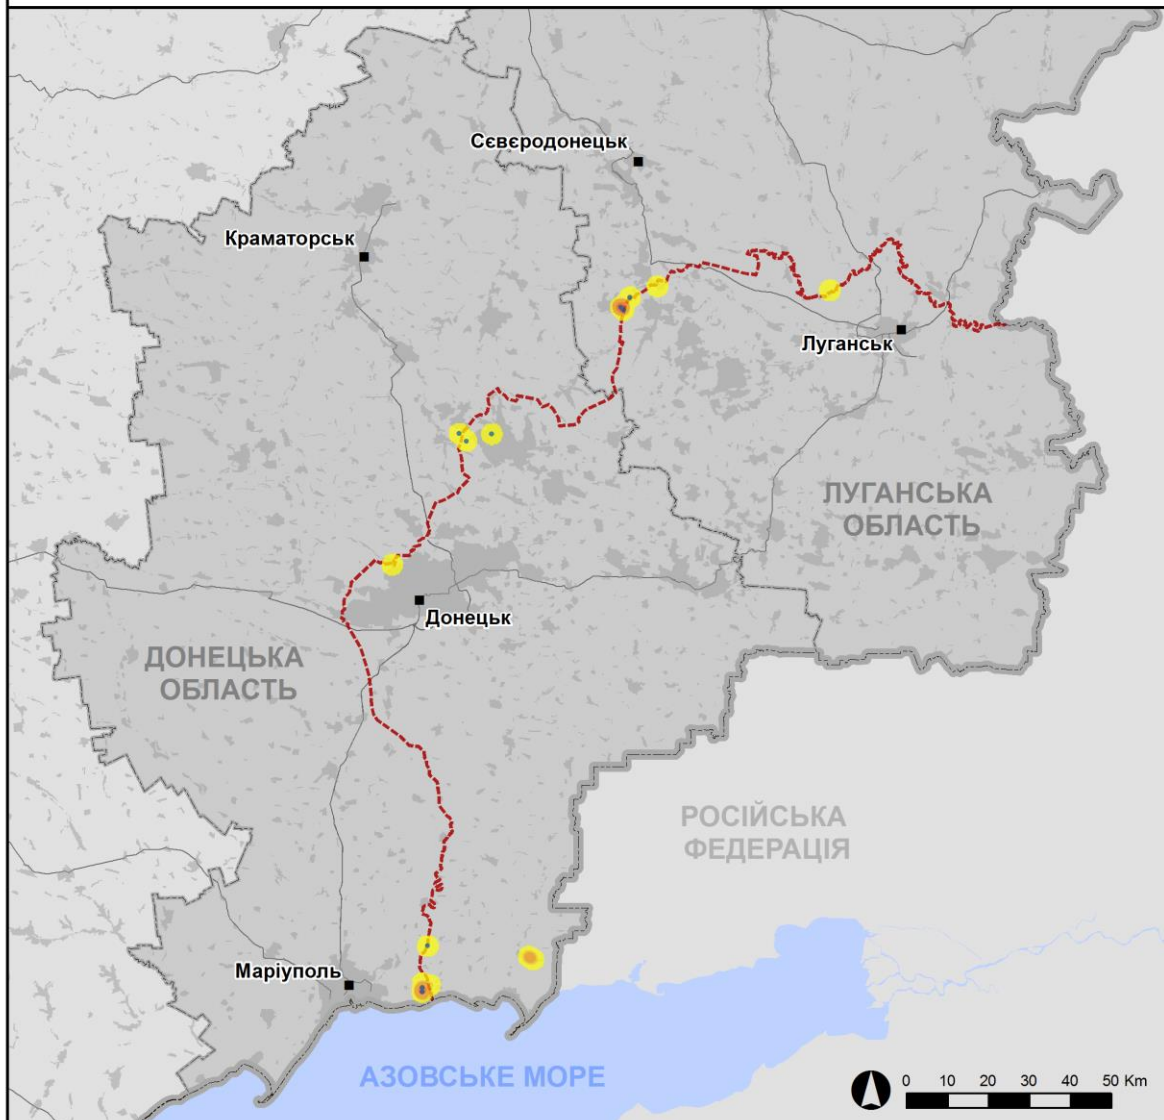 Сєвєродонецьк
Краматорськ
Луганськ
ЛУГАНСЬКА
ОБЛАСТЬ
Донецьк
ДОНЕЦЬКА
ОБЛАСТЬ
РОСІЙСЬКА
ФЕДЕРАЦІЯ
Маріуполь
АЗОВСЬКЕ МОРЕ
0 10 20 30 40 50 Km